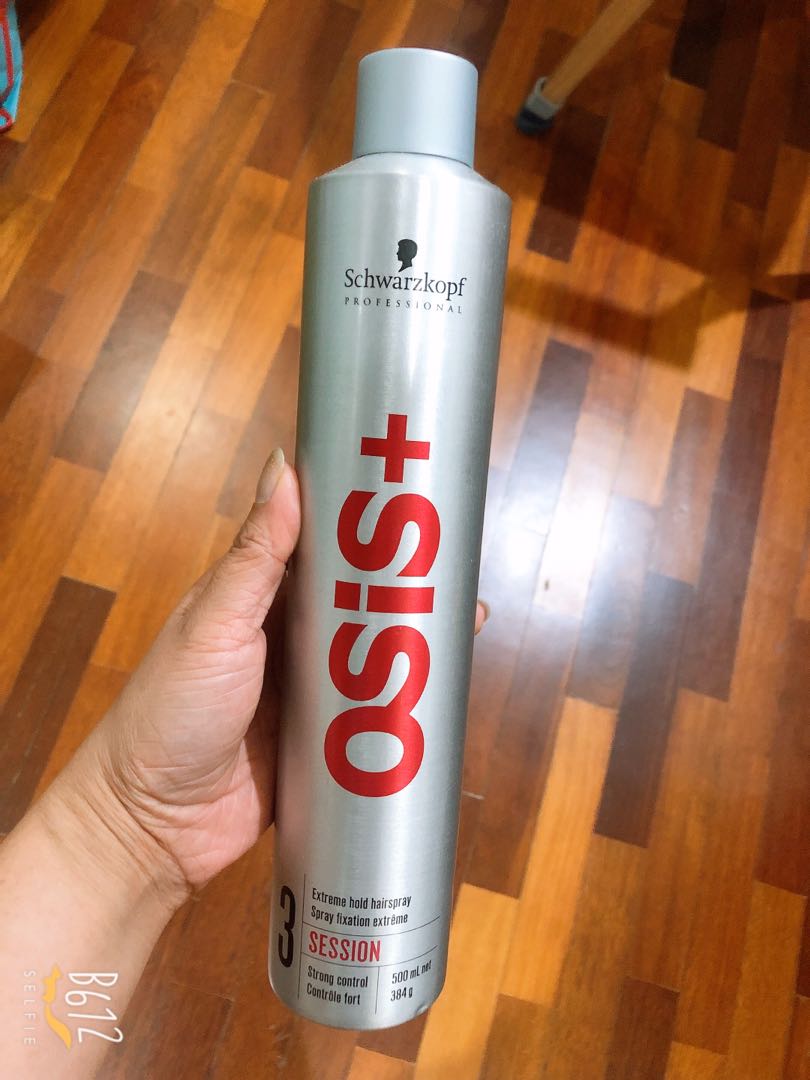 Schwarzkopf
PROFESSIONAL
OSiS+
3
Extreme hold hairspray
Spray fixation extrême
SESSION
Strong control
Contrôle fort
500 mL net
384 g
B612
SELFIE